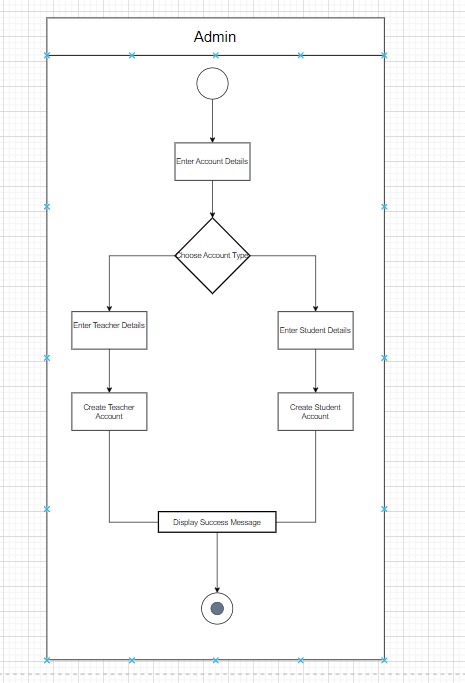 Admin
Enter Account Details
Choose Account Type
Enter Teacher Details
Enter Student Details
Create Teacher
Account
Create Student
Account
Display Success Message